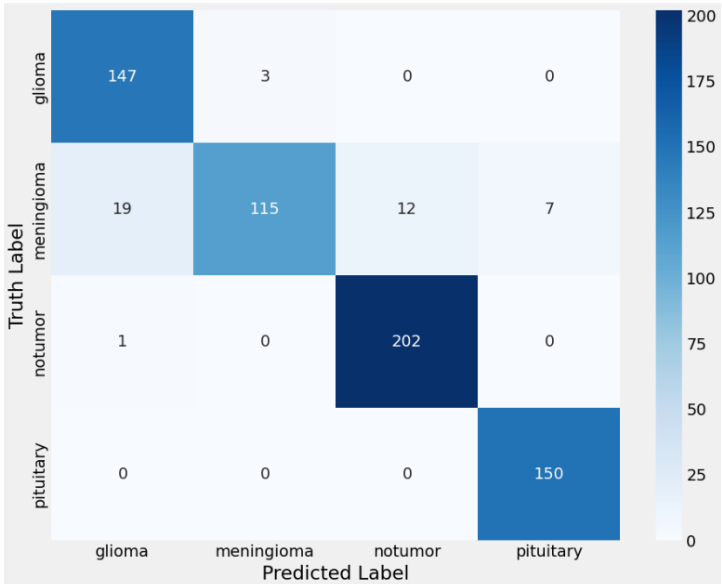 glioma 147 3 0 0
meningioma 19 115 12 7
notumor 1 0 202 0
pituitary 0 0 0 150
glioma meningioma notumor pituitary
Predicted Label
Truth Label
200
175
150
125
100
75
50
25
0